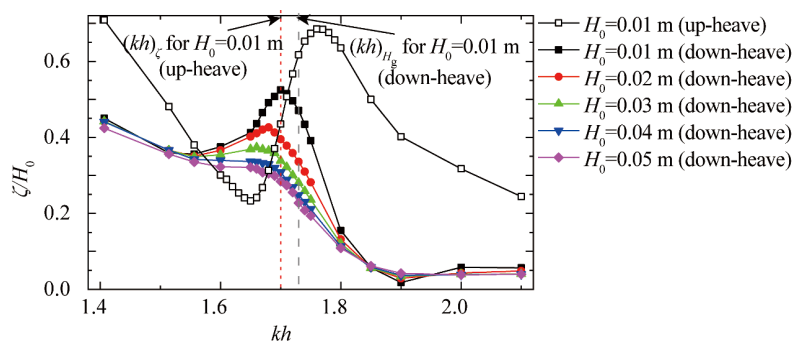 (kh)ζ for H0=0.01 m
(up-heave)
(kh)Hg for H0=0.01 m
(down-heave)
H0=0.01 m (up-heave)
H0=0.01 m (down-heave)
H0=0.02 m (down-heave)
H0=0.03 m (down-heave)
H0=0.04 m (down-heave)
H0=0.05 m (down-heave)
ζ/H0
0.6
0.4
0.2
0.0
1.4 1.6 1.8 2.0
kh